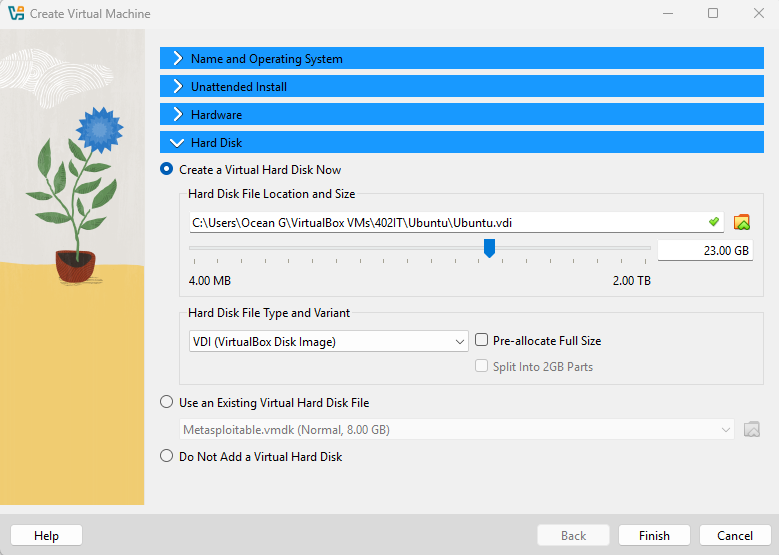 Create Virtual Machine
Name and Operating System
Unattended Install
Hardware
Hard Disk
Create a Virtual Hard Disk Now
Hard Disk File Location and Size
C:\Users\Ocean G\VirtualBox VMs\402IT\Ubuntu\Ubuntu.vdi
23.00 GB
4.00 MB 2.00 TB
Hard Disk File Type and Variant
VDI (VirtualBox Disk Image) Pre-allocate Full Size
Split Into 2GB Parts
Use an Existing Virtual Hard Disk File
Metasploitable.vmdk (Normal, 8.00 GB)
Do Not Add a Virtual Hard Disk
Help Back Finish Cancel